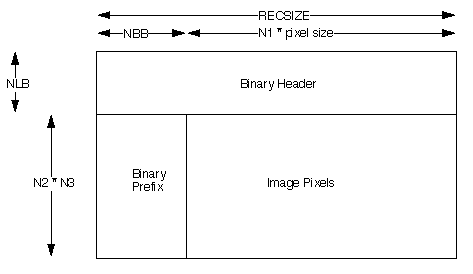 RECSIZE
NBB
N1 * pixel size
NLB
Binary Header
N2 * N3
Binary
Prefix
Image Pixels